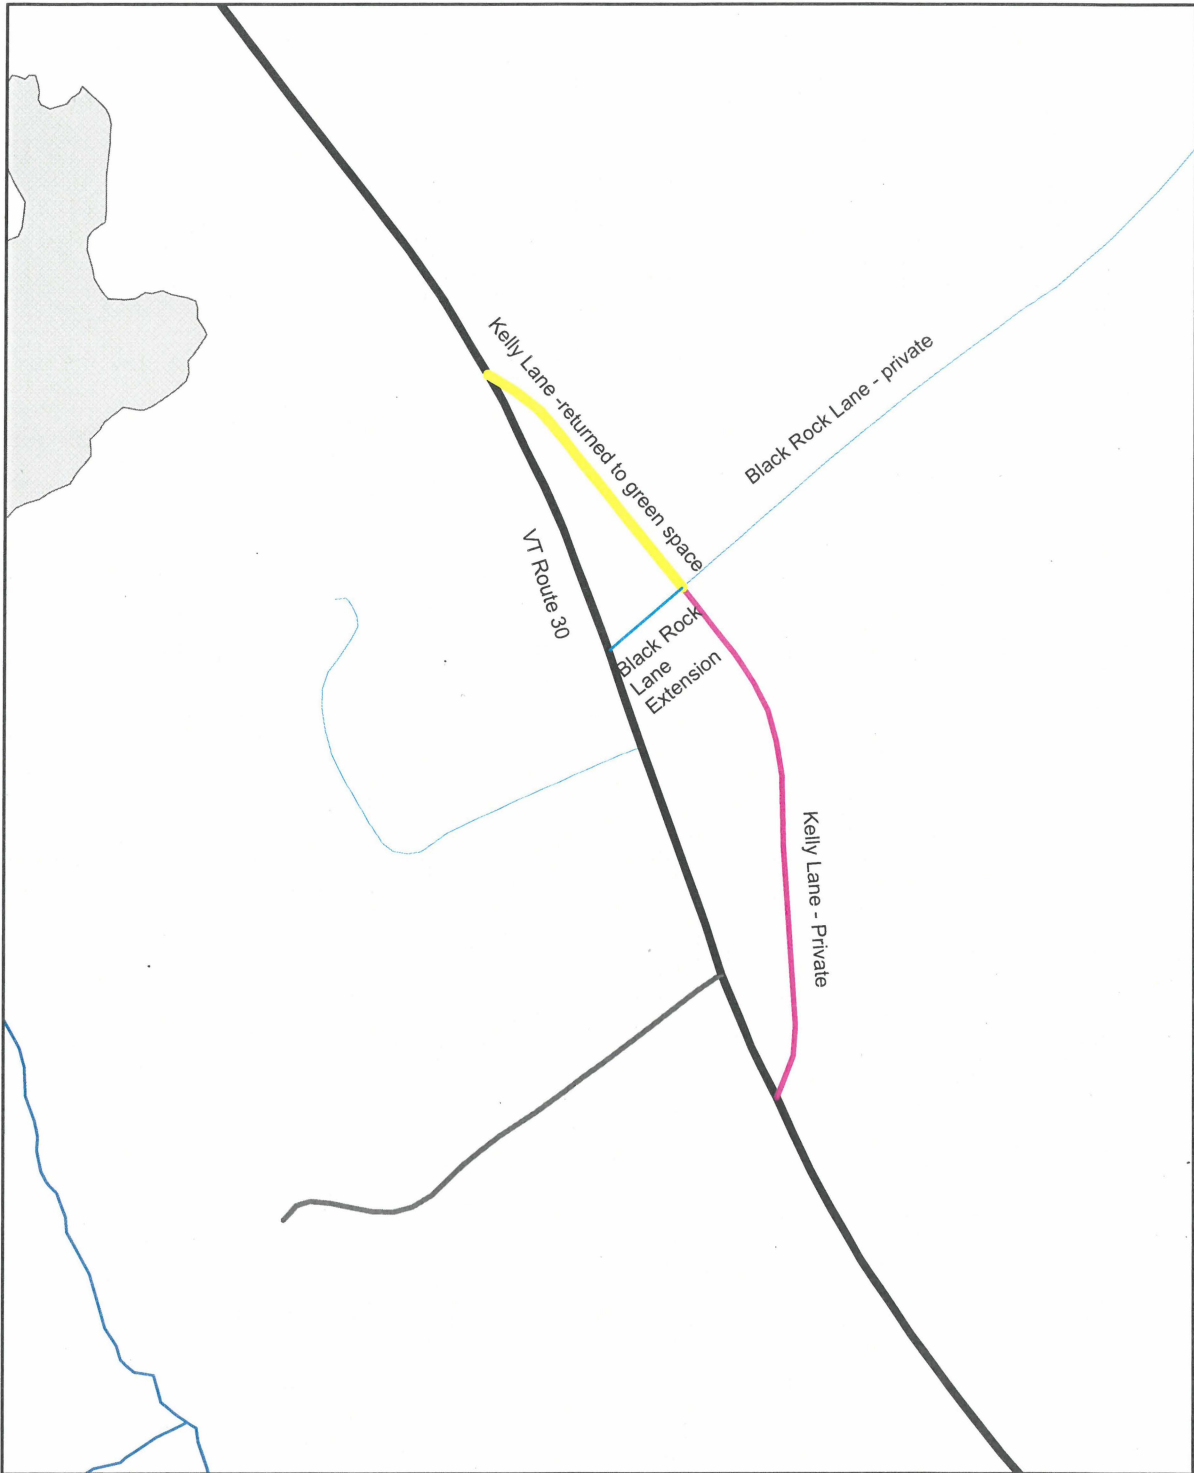 Kelly Lane -returned to green space
Black Rock Lane - private
VT Route 30
Black Rock
Lane
Extension
Kelly Lane - Private